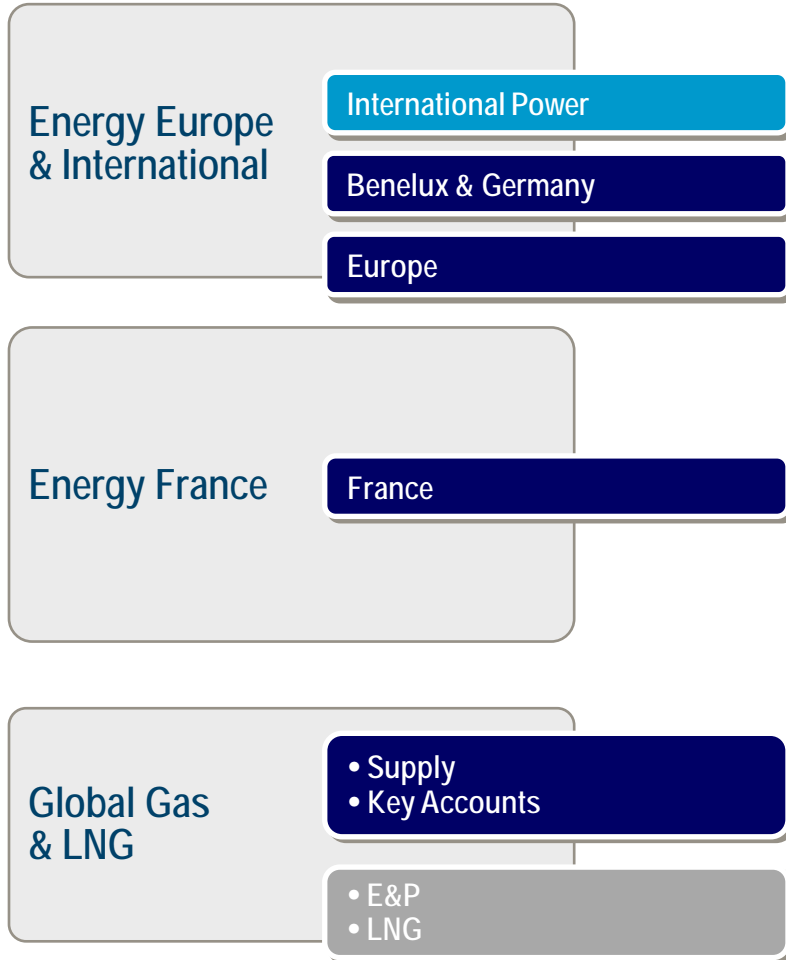 Energy Europe
& International
International Power
Benelux & Germany
Europe
Energy France
France
Global Gas
& LNG
• Supply
• Key Accounts
• E&P
• LNG